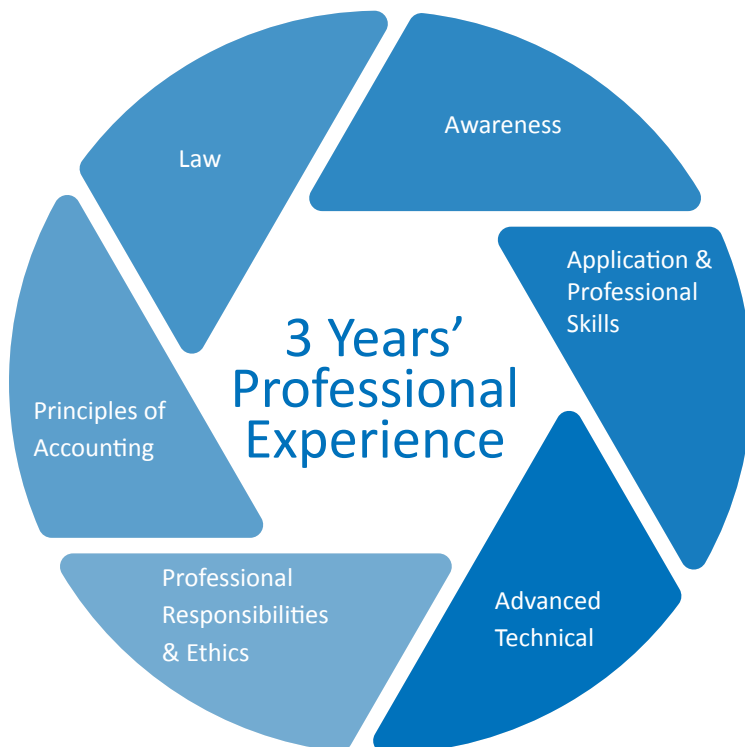 Law
Awareness
Application &
Professional
Skills
3 Years’
Professional
Experience
Principles of
Accounting
Professional
Responsibilities
& Ethics
Advanced
Technical